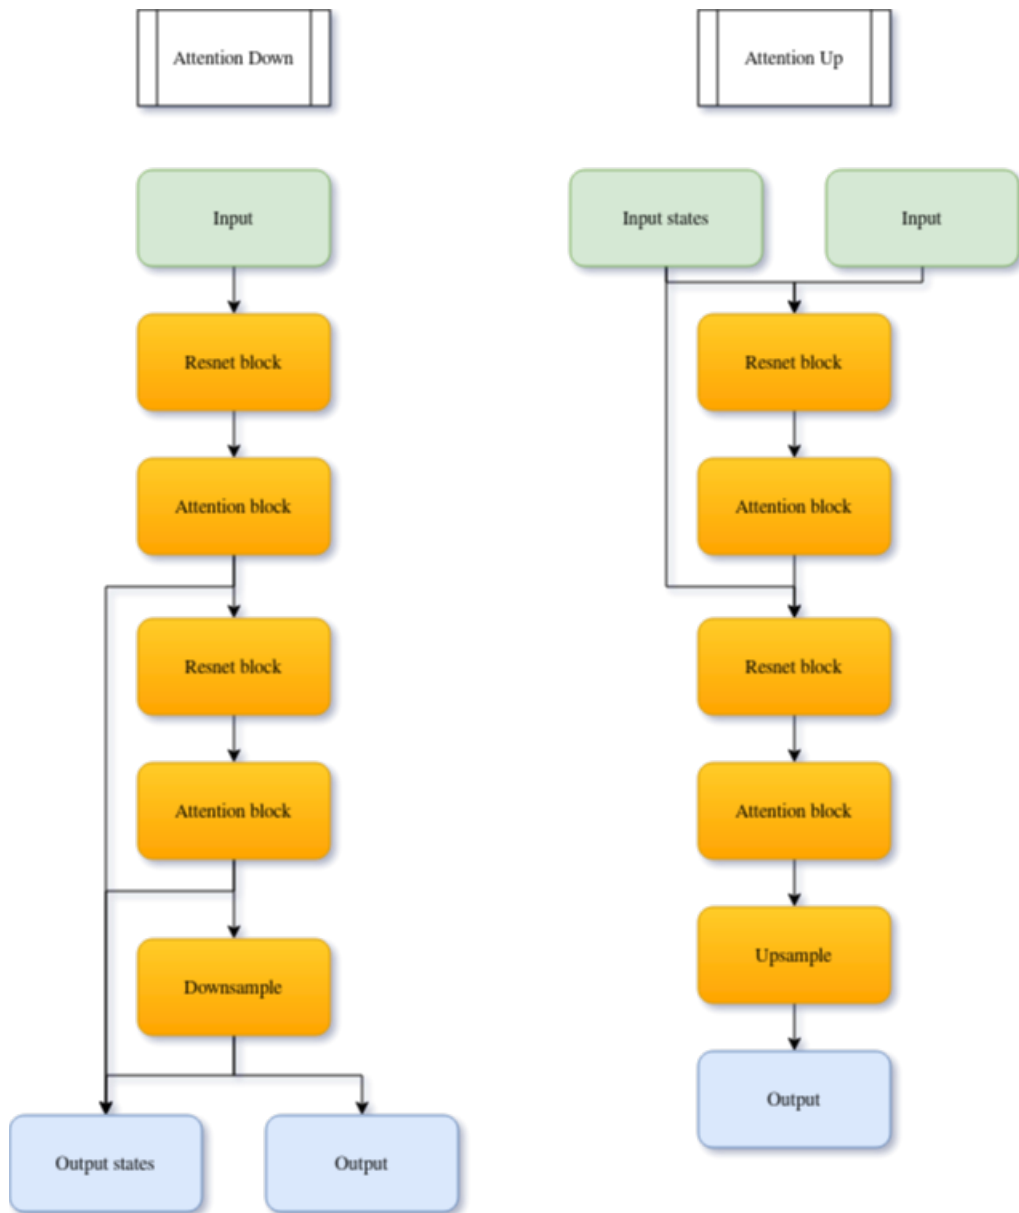 Attention Down
Input
Resnet block
Attention block
Resnet block
Attention block
Downsample
Output states
Output
Attention Up
Input states
Input
Resnet block
Attention block
Resnet block
Attention block
Upsample
Output